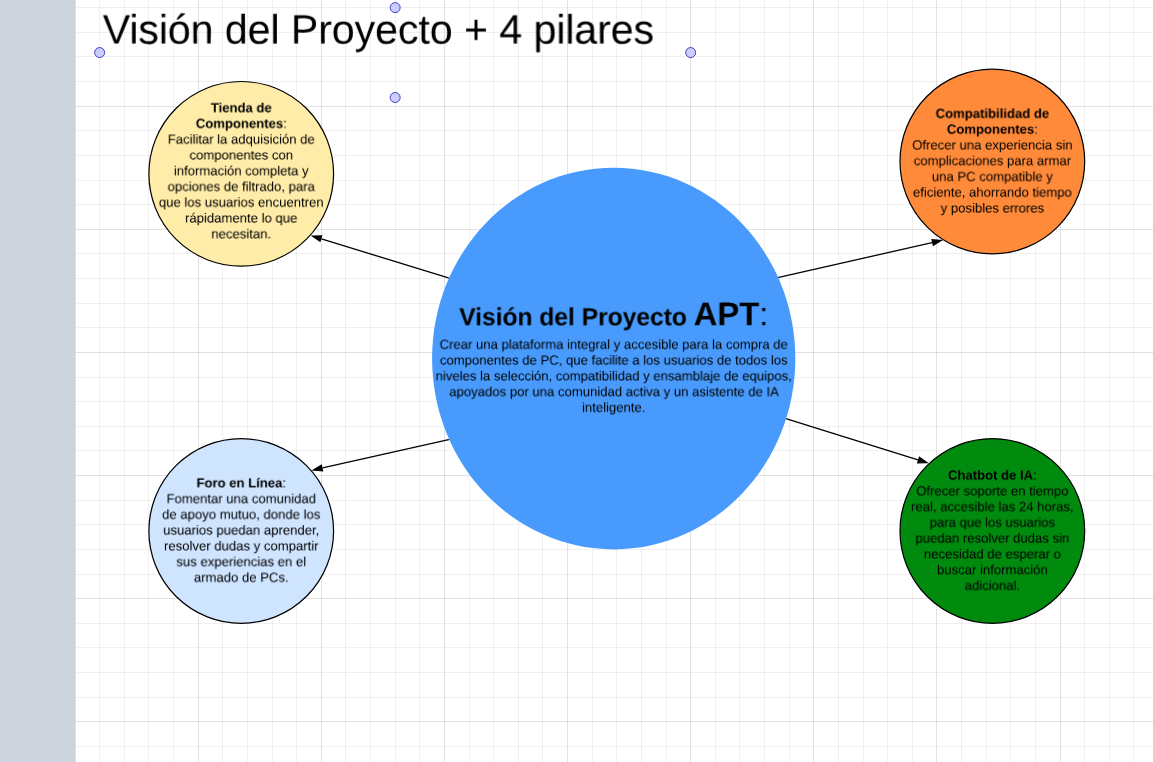 Visión del Proyecto + 4 pilares
Tienda de
Componentes:
Facilitar la adquisición de
componentes con
información completa y
opciones de filtrado, para
que los usuarios encuentren
rápidamente lo que
necesitan.
Compatibilidad de
Componentes:
Ofrecer una experiencia sin
complicaciones para armar
una PC compatible y
eficiente, ahorrando tiempo
y posibles errores
Visión del Proyecto APT:
Crear una plataforma integral y accesible para la compra de
componentes de PC, que facilite a los usuarios de todos los
niveles la selección, compatibilidad y ensamblaje de equipos,
apoyados por una comunidad activa y un asistente de IA
inteligente.
Foro en Línea:
Fomentar una comunidad
de apoyo mutuo, donde los
usuarios puedan aprender,
resolver dudas y compartir
sus experiencias en el
armado de PCs.
Chatbot de IA:
Ofrecer soporte en tiempo
real, accesible las 24 horas,
para que los usuarios
puedan resolver dudas sin
necesidad de esperar o
buscar información
adicional.